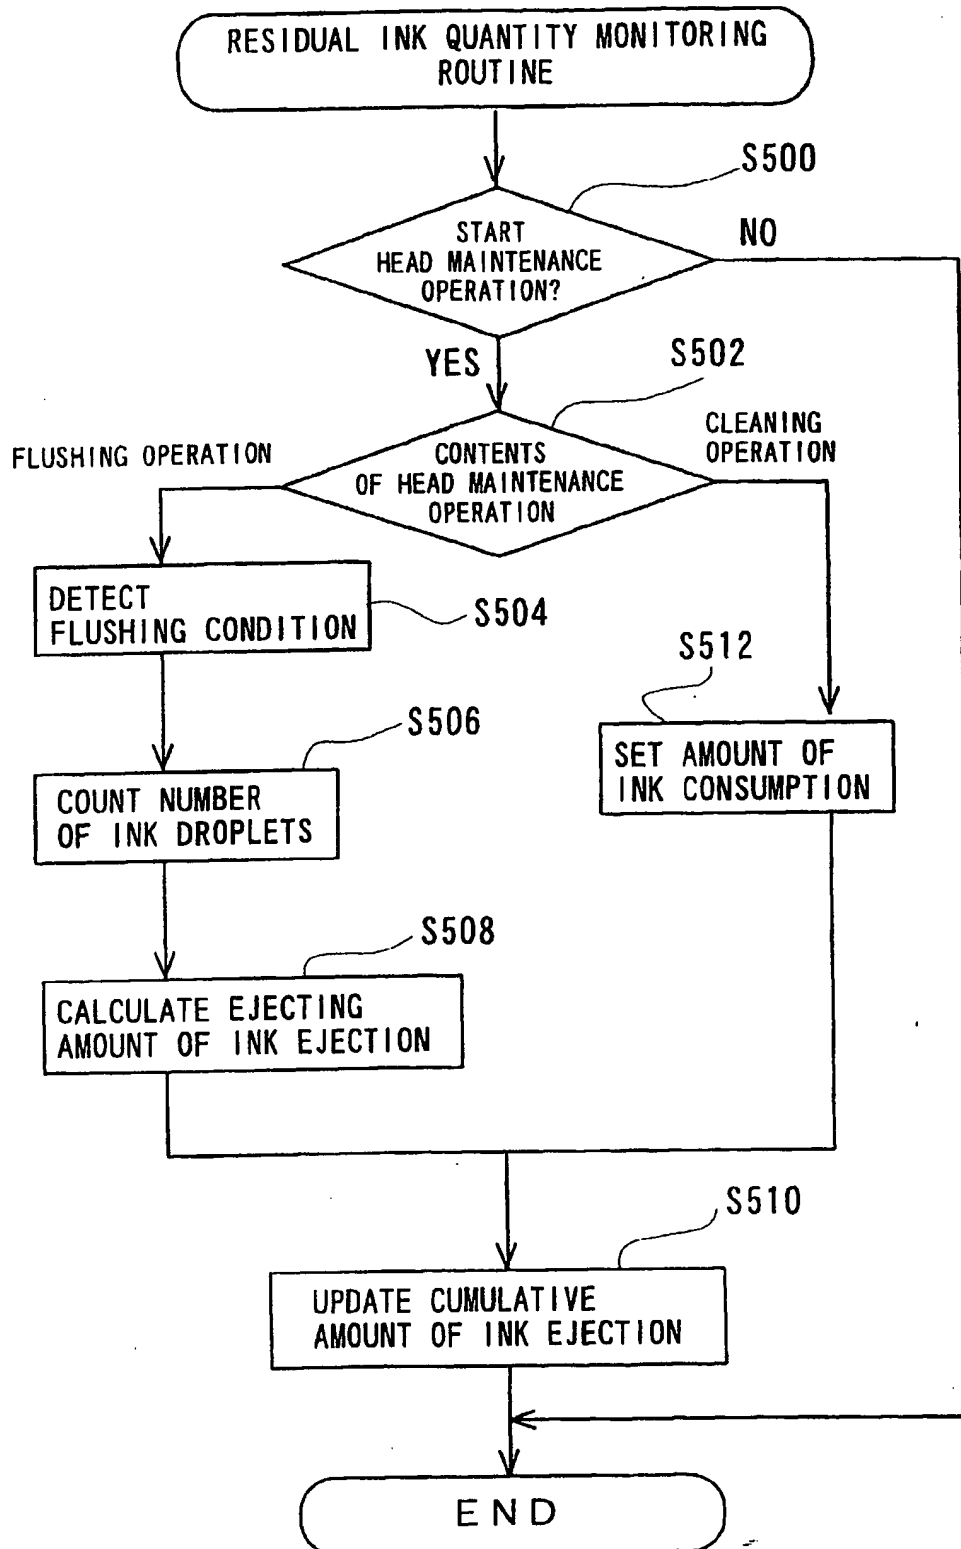 RESIDUAL INK QUANTITY MONITORING
ROUTINE
S500
START
HEAD MAINTENANCE
OPERATION?
NO
YES
S502
CONTENTS
OF HEAD MAINTENANCE
OPERATION
FLUSHING OPERATION
CLEANING
OPERATION
DETECT
FLUSHING CONDITION
S504
S512
SET AMOUNT OF
INK CONSUMPTION
S506
COUNT NUMBER
OF INK DROPLETS
S508
CALCULATE EJECTING
AMOUNT OF INK EJECTION
S510
UPDATE CUMULATIVE
AMOUNT OF INK EJECTION
END